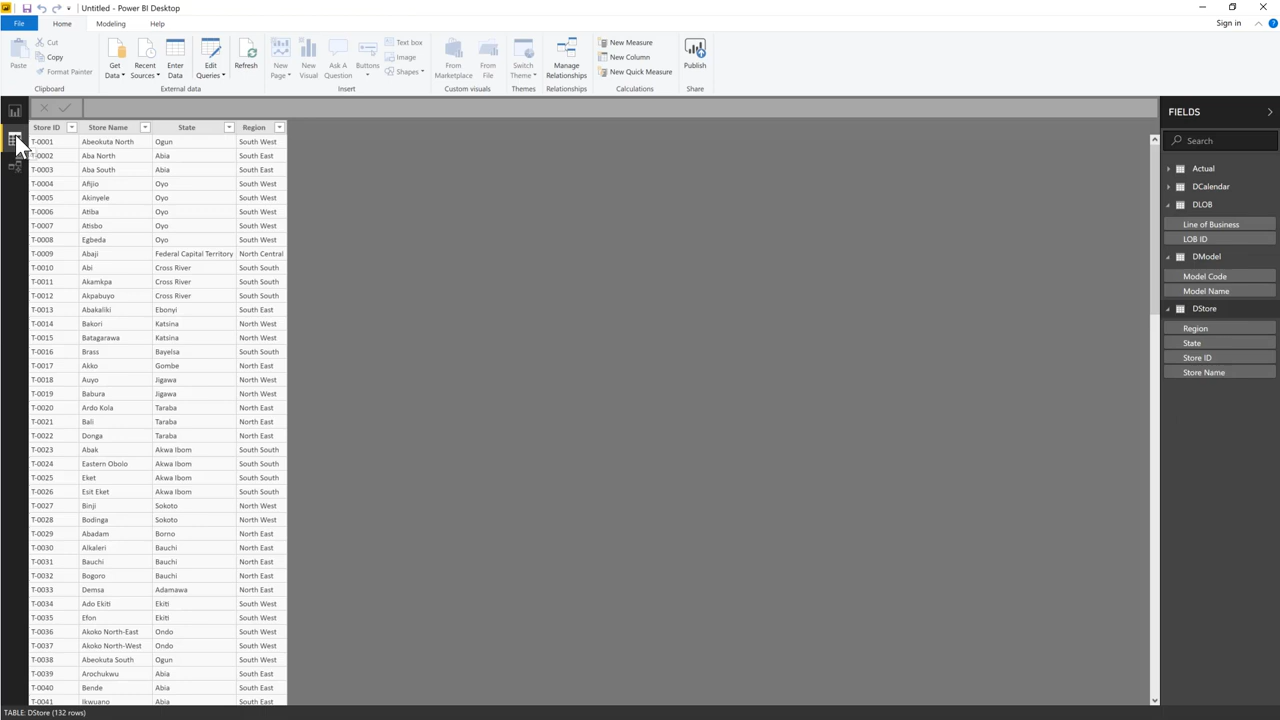 Untitled - Power BI Desktop
File Home Modeling Help Sign in
Paste
Cut
Copy
Format Painter
Clipboard
Get Data
Recent Sources
Enter Data
Edit Queries
Refresh
External data
New Page
New Visual
Ask A Question
Buttons
Text box
Image
Shapes
Insert
From Marketplace
From File
Custom visuals
Switch Theme
Themes
Manage Relationships
Relationships
New Measure
New Column
New Quick Measure
Calculations
Publish
Share
Store ID Store Name State Region
T-0001 Abeokuta North Ogun South West
0002 Aba North Abia South East
T-0003 Aba South Abia South East
T-0004 Afijio Oyo South West
T-0005 Akinyele Oyo South West
T-0006 Atiba Oyo South West
T-0007 Atisbo Oyo South West
T-0008 Egbeda Oyo South West
T-0009 Abaji Federal Capital Territory North Central
T-0010 Abi Cross River South South
T-0011 Akamkpa Cross River South South
T-0012 Akpabuyo Cross River South South
T-0013 Abakaliki Ebonyi South East
T-0014 Bakori Katsina North West
T-0015 Batagarawa Katsina North West
T-0016 Brass Bayelsa South South
T-0017 Akko Gombe North East
T-0018 Auyo Jigawa North West
T-0019 Babura Jigawa North West
T-0020 Ardo Kola Taraba North East
T-0021 Bali Taraba North East
T-0022 Donga Taraba North East
T-0023 Abak Akwa Ibom South South
T-0024 Eastern Obolo Akwa Ibom South South
T-0025 Eket Akwa Ibom South South
T-0026 Esit Eket Akwa Ibom South South
T-0027 Binji Sokoto North West
T-0028 Bodinga Sokoto North West
T-0029 Abadam Borno North East
T-0030 Alkaleri Bauchi North East
T-0031 Bauchi Bauchi North East
T-0032 Bogoro Bauchi North East
T-0033 Demsa Adamawa North East
T-0034 Ado Ekiti Ekiti South West
T-0035 Efon Ekiti South West
T-0036 Akoko North-East Ondo South West
T-0037 Akoko North-West Ondo South West
T-0038 Abeokuta South Ogun South West
T-0039 Arochukwu Abia South East
T-0040 Bende Abia South East
T-0041 Ikwuano Abia South East
FIELDS
Search
Actual
DCalendar
DLOB
Line of Business
LOB ID
DModel
Model Code
Model Name
DStore
Region
State
Store ID
Store Name
TABLE: DStore (132 rows)